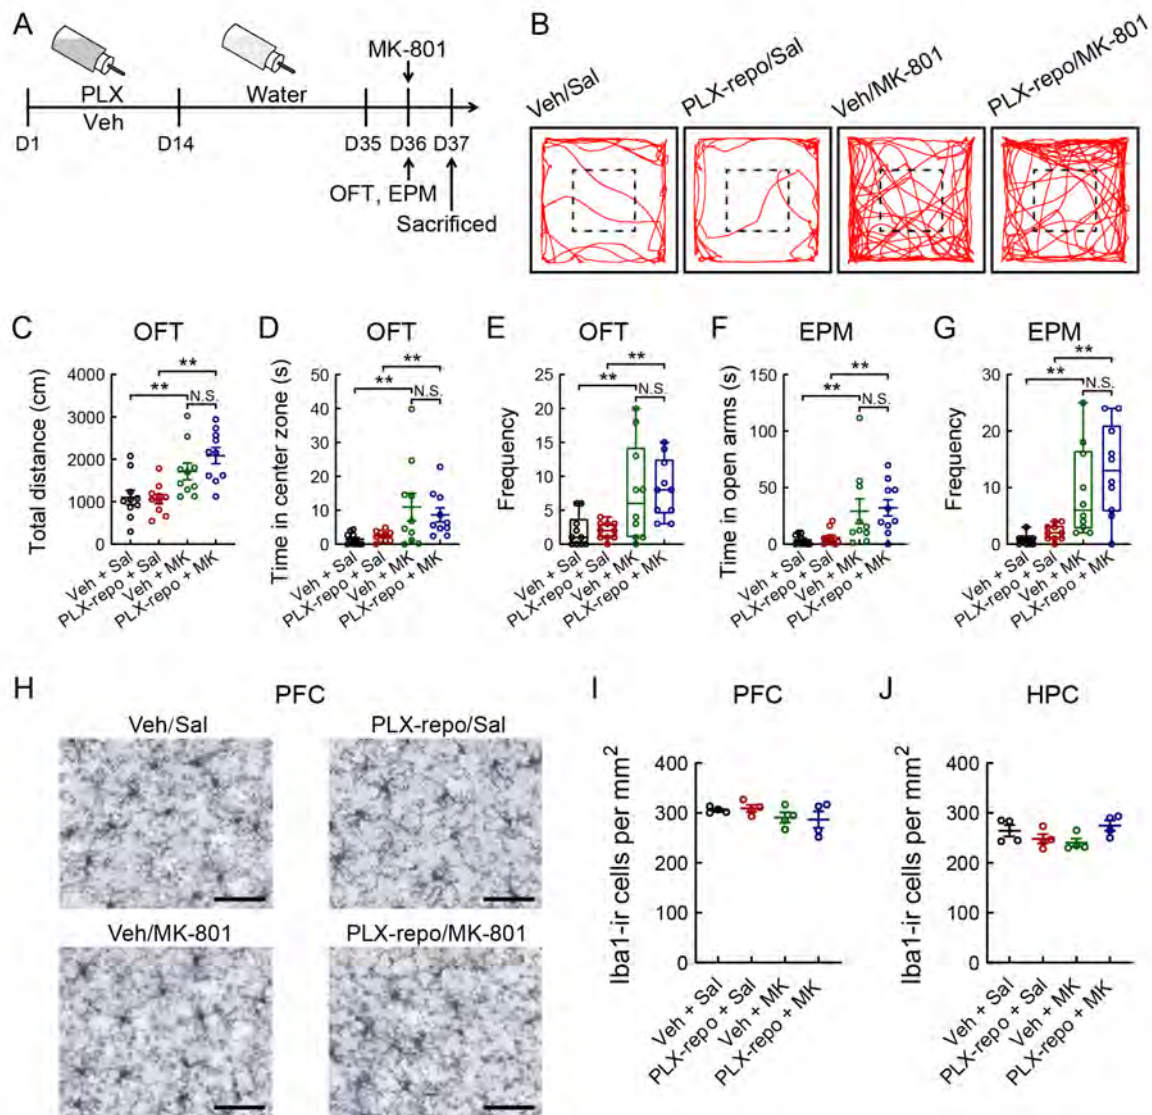 A
MK-801
PLX
Water
Veh
D1
D14
D35
D36
D37
OFT, EPM
Sacrificed
B
Veh/Sal
PLX-repo/Sal
Veh/MK-801
PLX-repo/MK-801
C
OFT
Total distance (cm)
4000
3000
2000
1000
0
**
**
N.S.
Veh + Sal
PLX-repo + Sal
Veh + MK
PLX-repo + MK
D
OFT
Time in center zone (s)
50
40
30
20
10
0
**
**
N.S.
Veh + Sal
PLX-repo + Sal
Veh + MK
PLX-repo + MK
E
OFT
Frequency
25
20
15
10
5
0
**
**
N.S.
Veh + Sal
PLX-repo + Sal
Veh + MK
PLX-repo + MK
F
EPM
Time in open arms (s)
150
100
50
0
**
**
N.S.
Veh + Sal
PLX-repo + Sal
Veh + MK
PLX-repo + MK
G
EPM
Frequency
30
20
10
0
**
**
N.S.
Veh + Sal
PLX-repo + Sal
Veh + MK
PLX-repo + MK
H
PFC
Veh/Sal
PLX-repo/Sal
Veh/MK-801
PLX-repo/MK-801
I
PFC
Iba1-ir cells per mm²
400
300
200
100
0
Veh + Sal
PLX-repo + Sal
Veh + MK
PLX-repo + MK
J
HPC
Iba1-ir cells per mm²
400
300
200
100
0
Veh + Sal
PLX-repo + Sal
Veh + MK
PLX-repo + MK